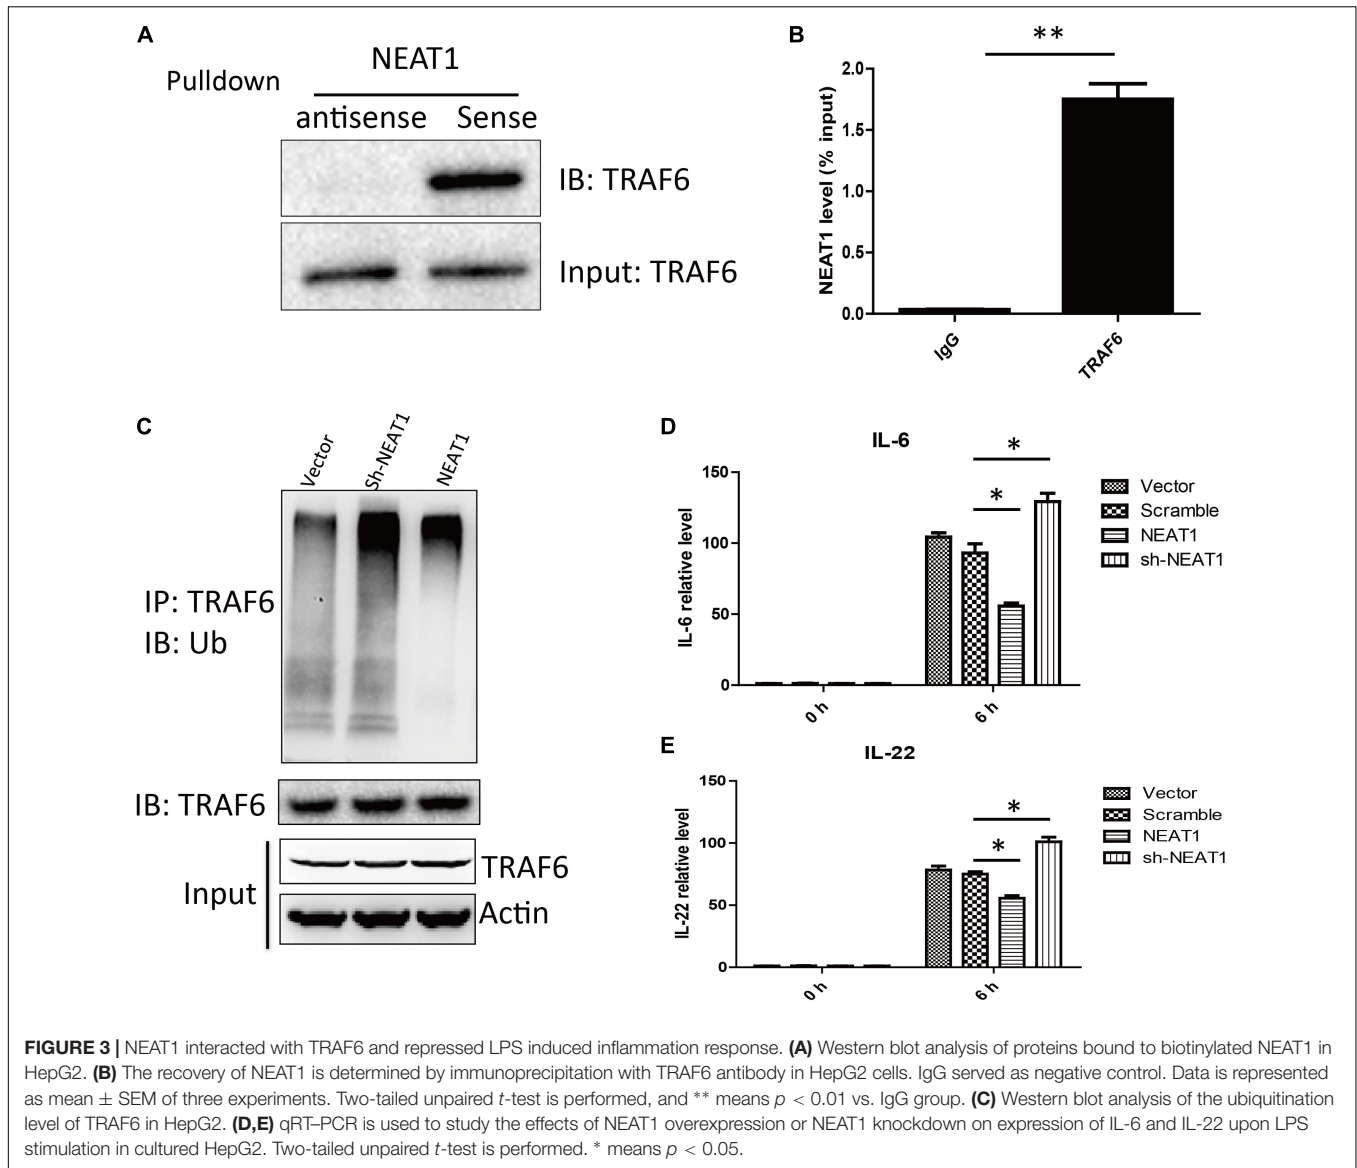 A
NEAT1
Pulldown
antisense Sense
IB: TRAF6
Input: TRAF6
B
**
2.0
1.5
1.0
0.5
0.0
NEAT1 level (% input)
IgG
TRAF6
C
Vector
Sh-NEAT1
NEAT1
IP: TRAF6
IB: Ub
IB: TRAF6
Input
TRAF6
Actin
D
IL-6
*
*
150
100
50
0
IL-6 relative level
0 h
6 h
Vector
Scramble
NEAT1
sh-NEAT1
E
IL-22
*
*
150
100
50
0
IL-22 relative level
0 h
6 h
Vector
Scramble
NEAT1
sh-NEAT1
FIGURE 3 | NEAT1 interacted with TRAF6 and repressed LPS induced inflammation response. (A) Western blot analysis of proteins bound to biotinylated NEAT1 in
HepG2. (B) The recovery of NEAT1 is determined by immunoprecipitation with TRAF6 antibody in HepG2 cells. IgG served as negative control. Data is represented
as mean ± SEM of three experiments. Two-tailed unpaired t-test is performed, and ** means p < 0.01 vs. IgG group. (C) Western blot analysis of the ubiquitination
level of TRAF6 in HepG2. (D,E) qRT–PCR is used to study the effects of NEAT1 overexpression or NEAT1 knockdown on expression of IL-6 and IL-22 upon LPS
stimulation in cultured HepG2. Two-tailed unpaired t-test is performed. * means p < 0.05.